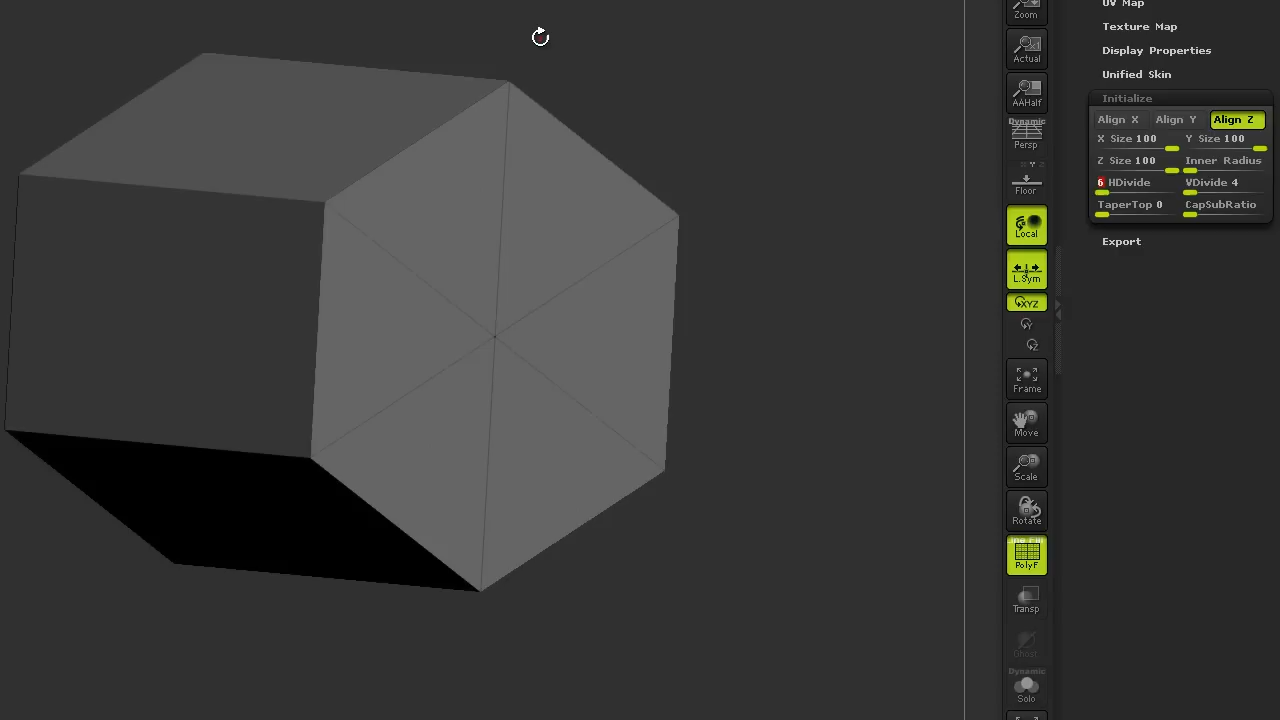 Zoom
Actual
AAHalf
Dynamic
Persp
Floor
Local
L.Sym
XYZ
Y
Z
Frame
Move
Scale
Rotate
PolyF
Transp
Ghost
Dynamic
Solo
UV Map
Texture Map
Display Properties
Unified Skin
Initialize
Align X Align Y Align Z
X Size 100 Y Size 100
Z Size 100 Inner Radius
6 HDivide VDivide 4
TaperTop 0 CapSubRatio
Export